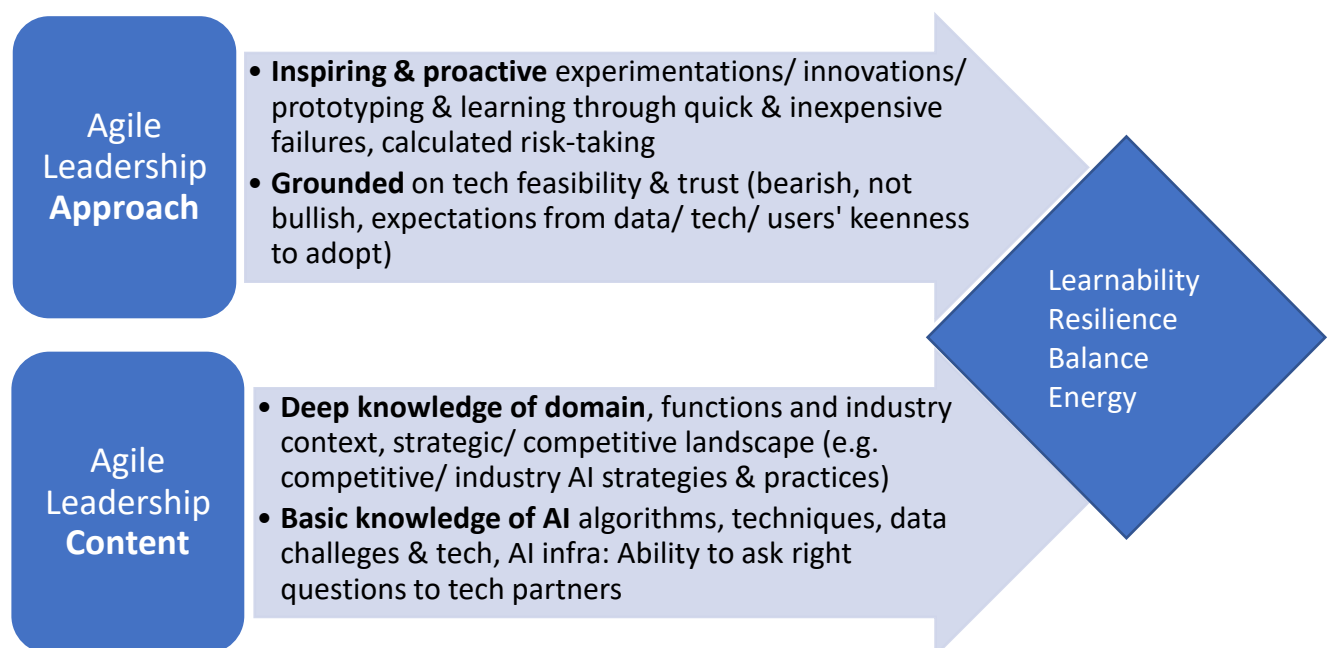 Agile
Leadership
Approach
• Inspiring & proactive experimentations/ innovations/
prototyping & learning through quick & inexpensive
failures, calculated risk-taking
• Grounded on tech feasibility & trust (bearish, not
bullish, expectations from data/ tech/ users' keenness
to adopt)
Agile
Leadership
Content
• Deep knowledge of domain, functions and industry
context, strategic/ competitive landscape (e.g.
competitive/ industry AI strategies & practices)
• Basic knowledge of AI algorithms, techniques, data
challeges & tech, AI infra: Ability to ask right
questions to tech partners
Learnability
Resilience
Balance
Energy